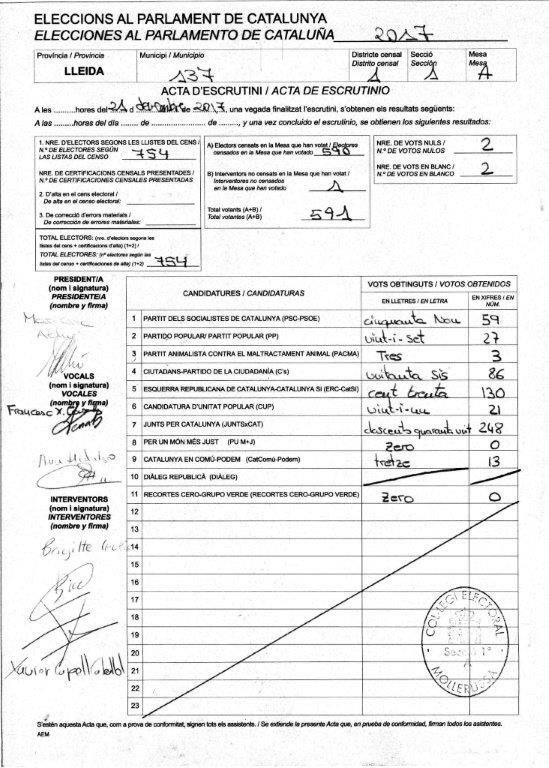 ELECCIONS AL PARLAMENT DE CATALUNYA
ELECCIONES AL PARLAMENTO DE CATALUÑA 2017
Província / Provincia
LLEIDA
Municipi / Municipio
137
Districte censal
Distrito censal
1
Secció
Sección
1
Mesa
Mesa
A
ACTA D'ESCRUTINI / ACTA DE ESCRUTINIO
A les ..........hores del 21 d desembre de 2017, una vegada finalitzat l'escrutini, s'obtenen els resultats següents:
A las ..........hores del día .......... de .........................de.........., y una vez concluido el escrutinio, se obtienen los siguientes resultados:
1. NRE. D'ELECTORS SEGONS LES LLISTES DEL CENS /
N.º DE ELECTORES SEGÚN
LAS LISTAS DEL CENSO 754
NRE. DE CERTIFICACIONS CENSALS PRESENTADES /
N.º DE CERTIFICACIONES CENSALES PRESENTADAS
2. D'alta en el cens electoral /
De alta en el censo electoral:
3. De correcció d'errors materials /
De corrección de errores materiales:
TOTAL ELECTORS: (nre. d'electors segons les
llistes del cens + certificacions d'alta) (1+2) /
TOTAL ELECTORES: (nº electores según las
listas del censo + certificaciones de alta) (1+2) 754
A) Electors censats en la Mesa que han votat / Electores
censados en la Mesa que han votado 590
B) Interventors no censats en la Mesa que han votat /
Interventores no censados
en la Mesa que han votado 1
Total votants (A+B) /
Total votantes (A+B) 591
NRE. DE VOTS NULS /
N.º DE VOTOS NULOS 2
NRE. DE VOTS EN BLANC /
N.º DE VOTOS EN BLANCO 2
PRESIDENT/A
(nom i signatura)
PRESIDENTE/A
(nombre y firma)
VOCALS
(nom i signatura)
VOCALES
(nombre y firma)
Francesc X.
Ana Hidalgo
INTERVENTORS
(nom i signatura)
INTERVENTORES
(nombre y firma)
Brigitte
Xavier
CANDIDATURES / CANDIDATURAS
VOTS OBTINGUTS / VOTOS OBTENIDOS
EN LLETRES / EN LETRA
EN XIFRES / EN NÚM.
1 PARTIT DELS SOCIALISTES DE CATALUNYA (PSC-PSOE) cinquanta Nou 59
2 PARTIDO POPULAR/ PARTIT POPULAR (PP) vint-i-set 27
3 PARTIT ANIMALISTA CONTRA EL MALTRACTAMENT ANIMAL (PACMA) Tres 3
4 CIUTADANS-PARTIDO DE LA CIUDADANÍA (C's) vuitanta sis 86
5 ESQUERRA REPUBLICANA DE CATALUNYA-CATALUNYA SÍ (ERC-CatSí) cent trenta 130
6 CANDIDATURA D'UNITAT POPULAR (CUP) vint-i-un 21
7 JUNTS PER CATALUNYA (JUNTSxCAT) doscents quaranta vuit 248
8 PER UN MÓN MÉS JUST (PU M+J) Zero 0
9 CATALUNYA EN COMÚ-PODEM (CatComú-Podem) tretze 13
10 DIÀLEG REPUBLICÀ (DIÀLEG)
11 RECORTES CERO-GRUPO VERDE (RECORTES CERO-GRUPO VERDE) Zero 0
12
13
14
15
16
17
18
19
20
21
22
23
COL·LEGI ELECTORAL
Secció 1ª
A
MOLLERUSSA
S'estén aquesta Acta que, com a prova de conformitat, signen tots els assistents. / Se extiende la presente Acta que, en prueba de conformidad, firman todos los asistentes.
AEM